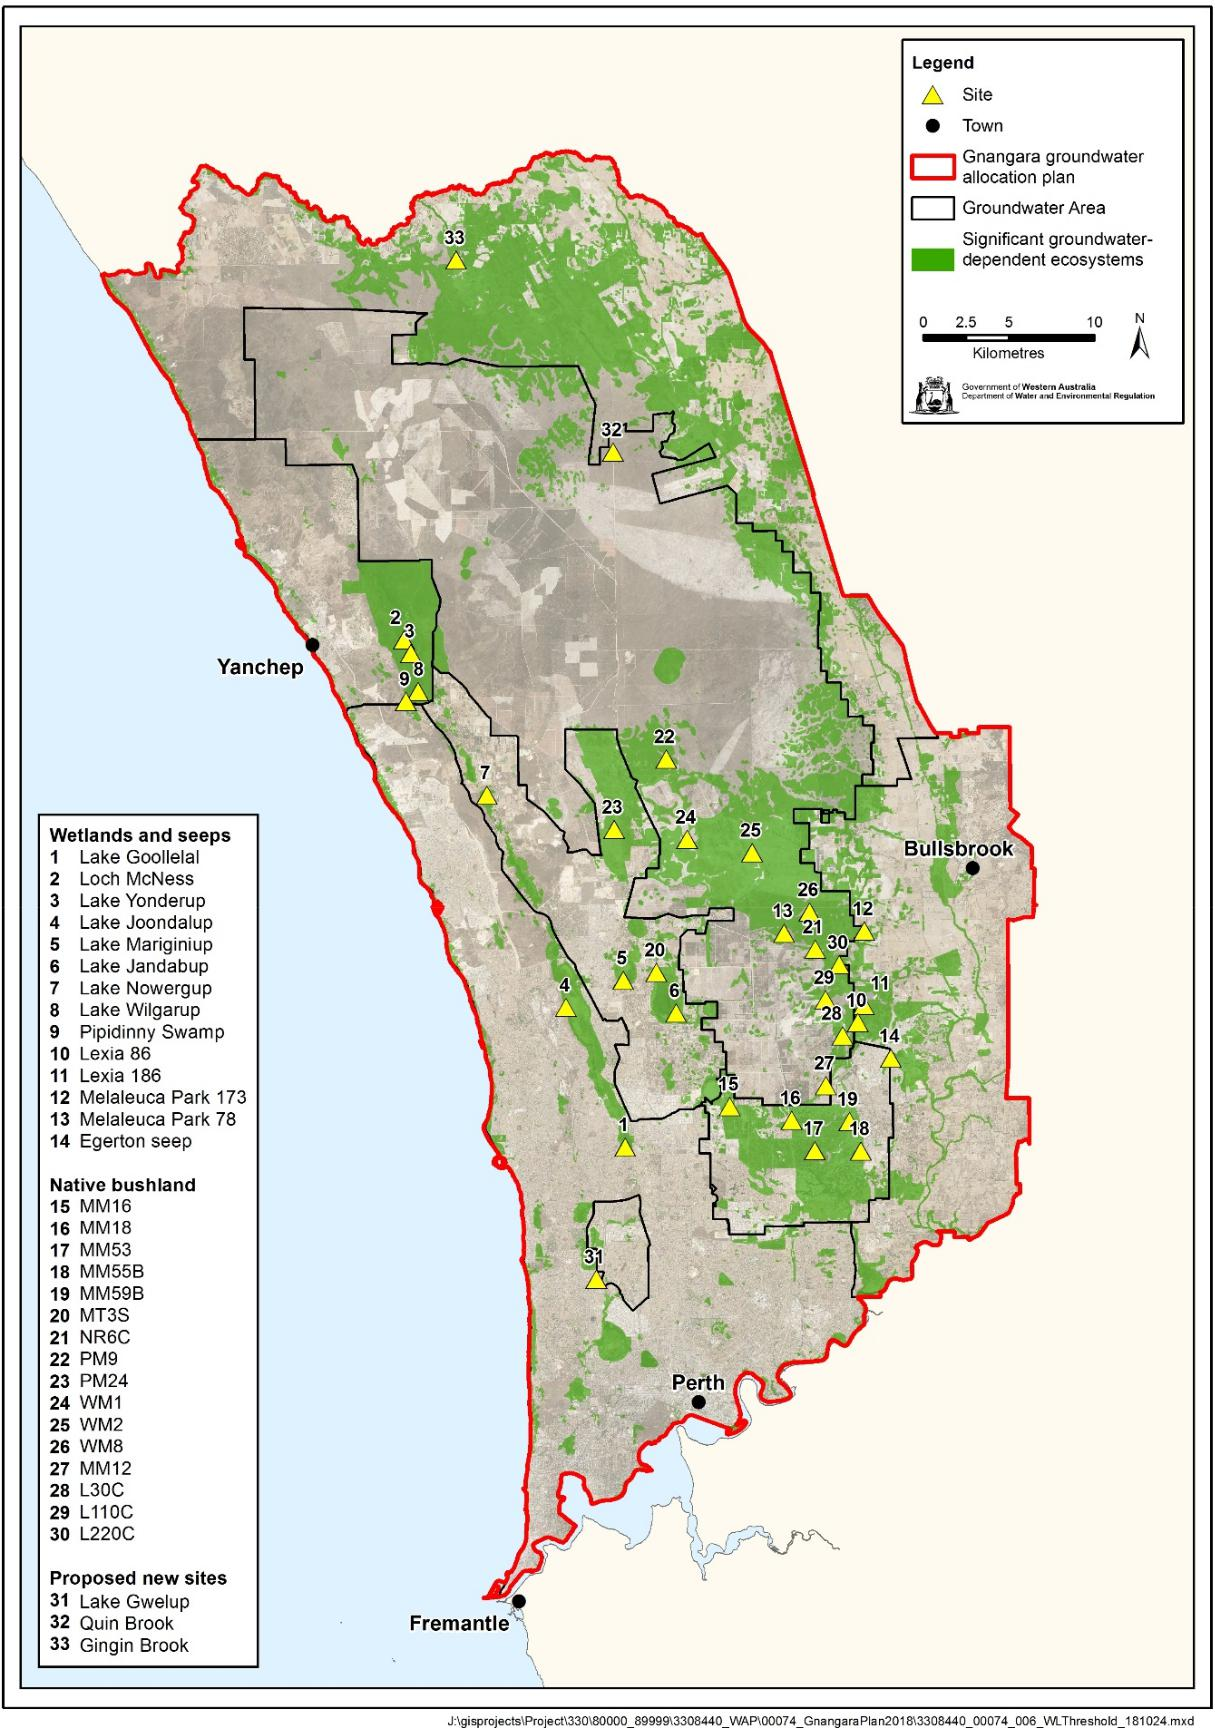 Legend
Site
Town
Gnangara groundwater
allocation plan
Groundwater Area
Significant groundwater-
dependent ecosystems
0 2.5 5 10
Kilometres
N
Government of Western Australia
Department of Water and Environmental Regulation
33
32
2
3
Yanchep
8
9
22
7
23
24
25
Bullsbrook
26
13
12
21
30
5
20
29
4
6
11
10
28
14
27
15
16
19
1
17
18
31
Perth
Fremantle
Wetlands and seeps
1 Lake Goollelal
2 Loch McNess
3 Lake Yonderup
4 Lake Joondalup
5 Lake Mariginiup
6 Lake Jandabup
7 Lake Nowergup
8 Lake Wilgarup
9 Pipidinny Swamp
10 Lexia 86
11 Lexia 186
12 Melaleuca Park 173
13 Melaleuca Park 78
14 Egerton seep
Native bushland
15 MM16
16 MM18
17 MM53
18 MM55B
19 MM59B
20 MT3S
21 NR6C
22 PM9
23 PM24
24 WM1
25 WM2
26 WM8
27 MM12
28 L30C
29 L110C
30 L220C
Proposed new sites
31 Lake Gwelup
32 Quin Brook
33 Gingin Brook
J:\gisprojects\Project\330\80000_89999\3308440_WAP\00074_GnangaraPlan2018\3308440_00074_006_WLThreshold_181024.mxd